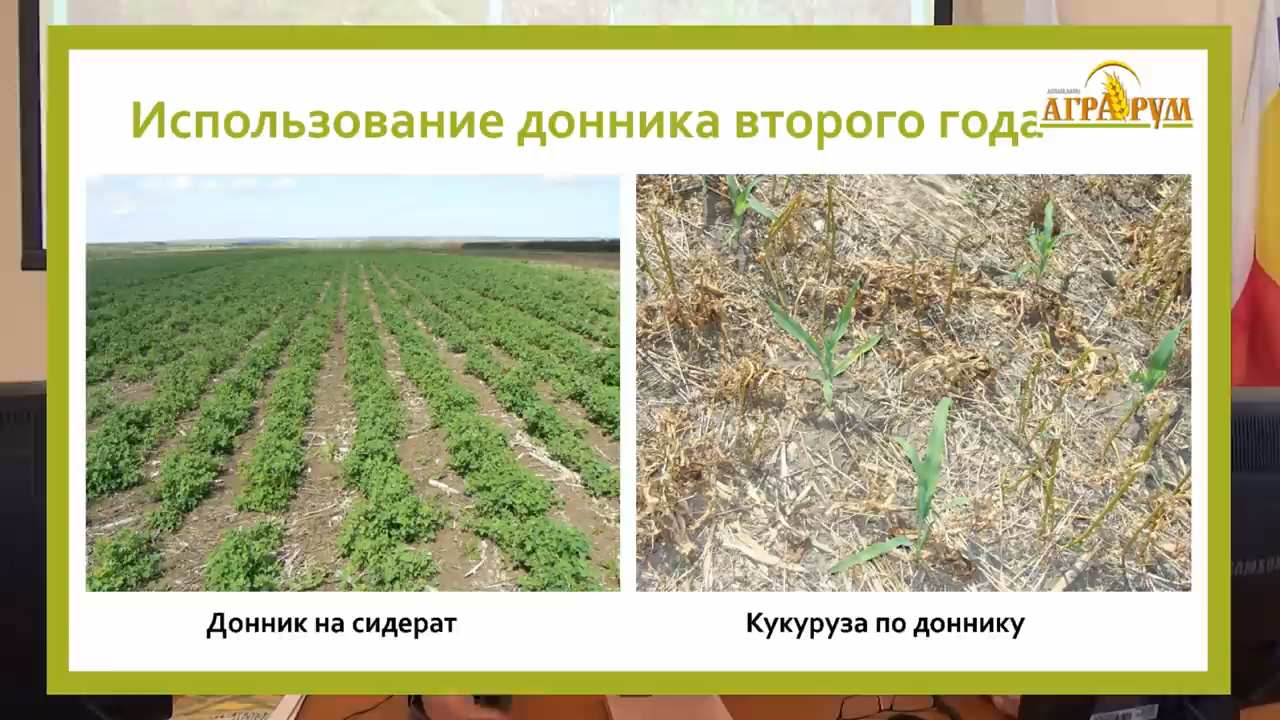 Использование донника второго года
АГРАРУМ
Донник на сидерат
Кукуруза по доннику